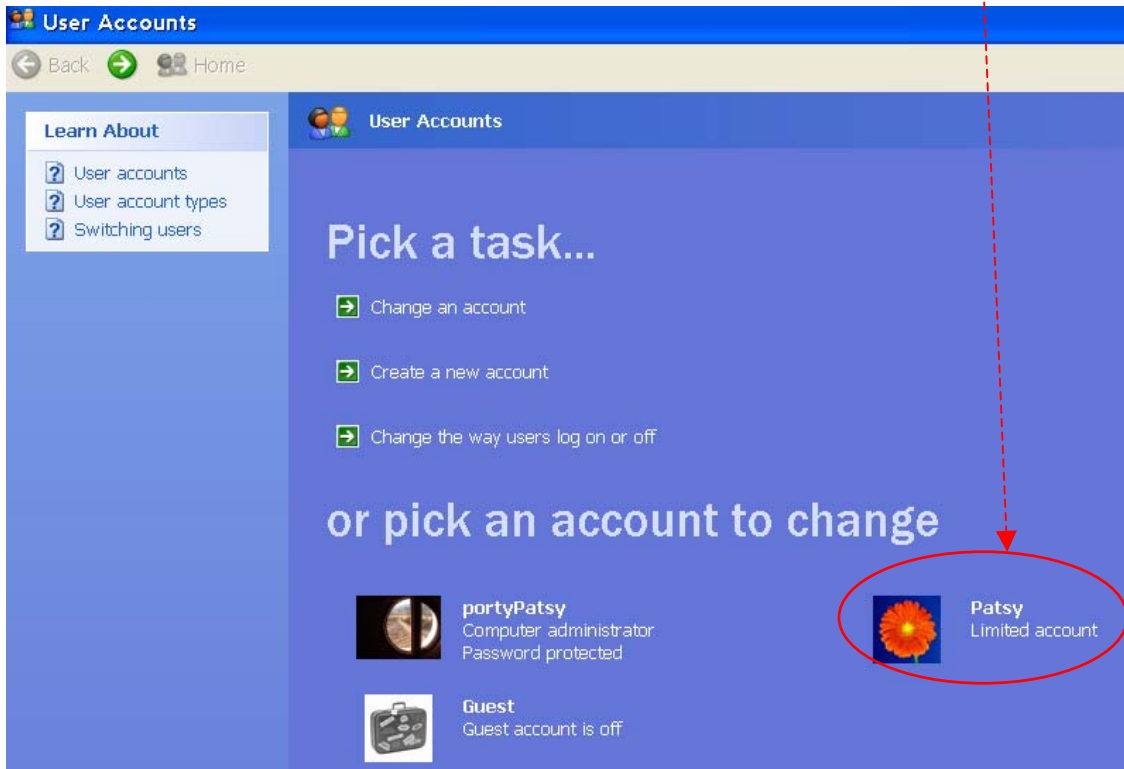 User Accounts
Back Home
Learn About
User accounts
User account types
Switching users
User Accounts
Pick a task...
Change an account
Create a new account
Change the way users log on or off
or pick an account to change
portyPatsy
Computer administrator
Password protected
Patsy
Limited account
Guest
Guest account is off